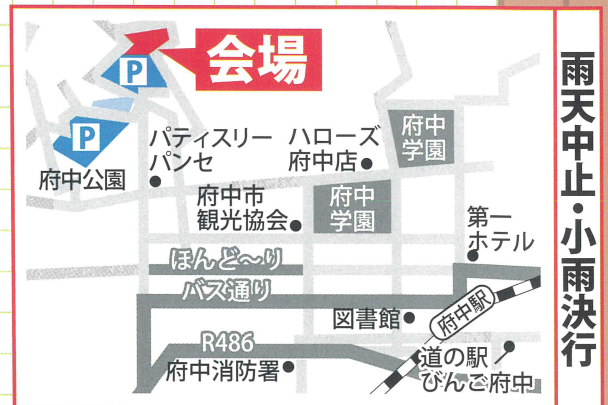 会場
P
P
府中公園
パティスリー
パンセ
ハローズ
府中店
府中
学園
府中市
観光協会
府中
学園
第一
ホテル
ほんど〜り
バス通り
図書館
府中駅
R486
府中消防署
道の駅
びんご府中
雨天中止・小雨決行